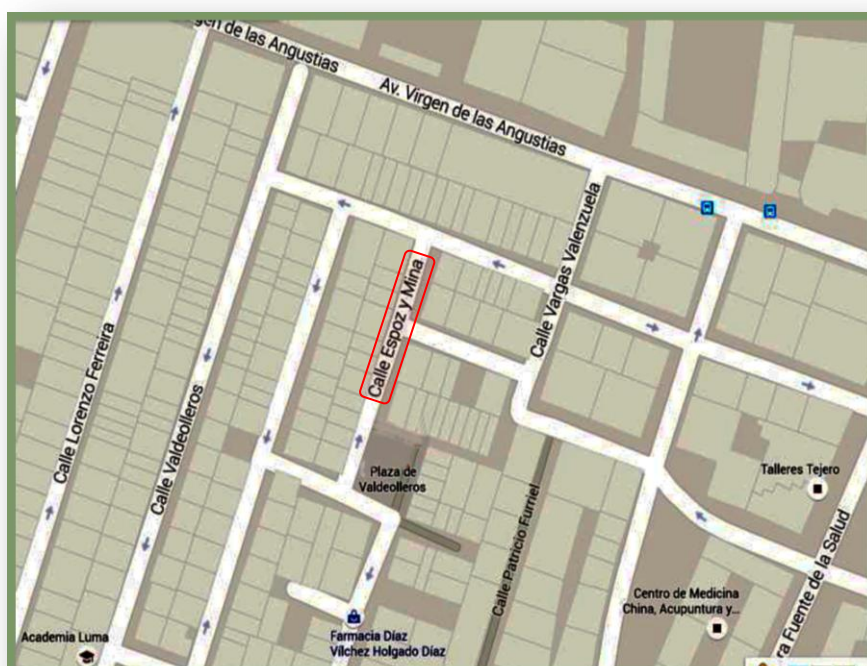 gen de las Angustias
Av. Virgen de las Angustias
Calle Vargas Valenzuela
Calle Espoz y Mina
Calle Lorenzo Ferreira
Calle Valdeolleros
Plaza de
Valdeolleros
Talleres Tejero
Calle Patricio Furriel
ra Fuente de la Salud
Centro de Medicina
China, Acupuntura y...
Academia Luma
Farmacia Díaz
Vílchez Holgado Díaz